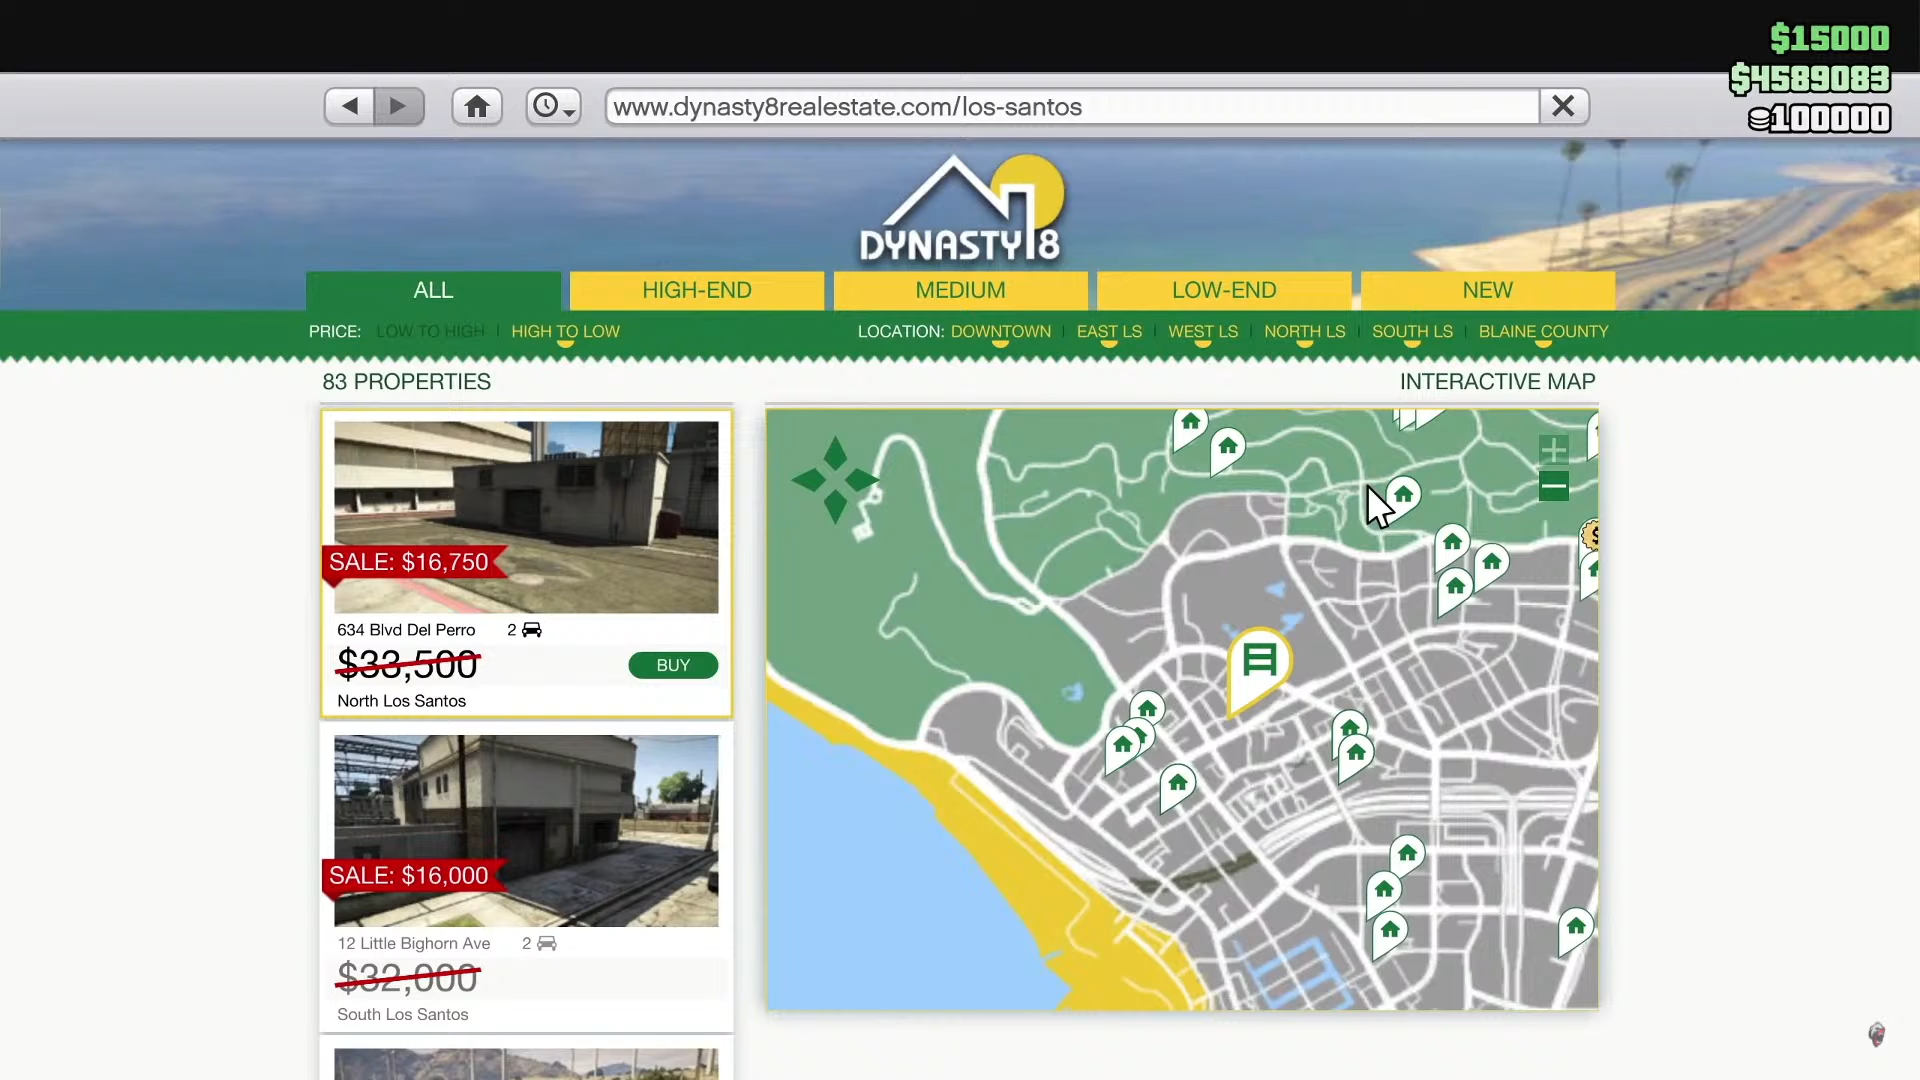 $15000
$4589083
100000
www.dynasty8realestate.com/los-santos
DYNASTY 8
ALL
HIGH-END
MEDIUM
LOW-END
NEW
PRICE: LOW TO HIGH | HIGH TO LOW
LOCATION: DOWNTOWN | EAST LS | WEST LS | NORTH LS | SOUTH LS | BLAINE COUNTY
83 PROPERTIES
INTERACTIVE MAP
SALE: $16,750
634 Blvd Del Perro 2
$33,500
BUY
North Los Santos
SALE: $16,000
12 Little Bighorn Ave 2
$32,000
South Los Santos